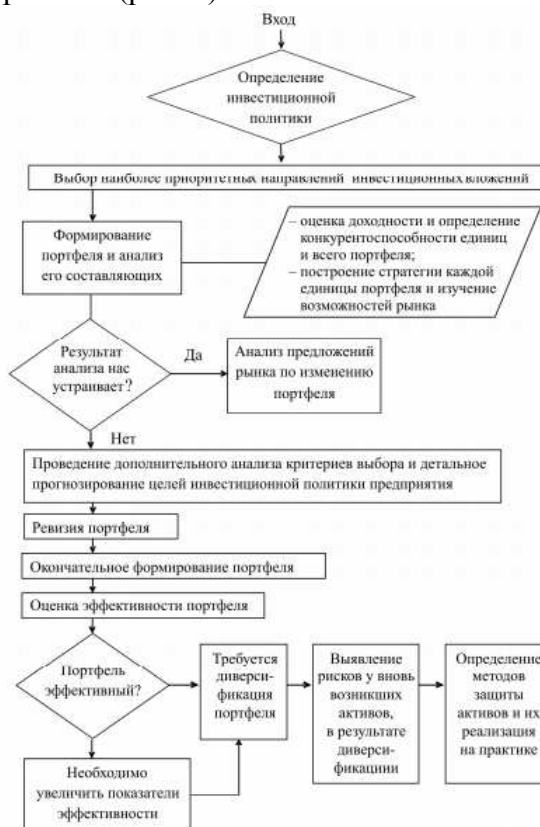 Вход
Определение
инвестиционной
политики
Выбор наиболее приоритетных направлений инвестиционных вложений
Формирование
портфеля и анализ
его составляющих
– оценка доходности и определение
конкурентоспособности единиц
и всего портфеля;
– построение стратегии каждой
единицы портфеля и изучение
возможностей рынка
Результат
анализа нас
устраивает?
Да
Анализ предложений
рынка по изменению
портфеля
Нет
Проведение дополнительного анализа критериев выбора и детальное
прогнозирование целей инвестиционной политики предприятия
Ревизия портфеля
Окончательное формирование портфеля
Оценка эффективности портфеля
Портфель
эффективный?
Требуется
диверси-
фикация
портфеля
Выявление
рисков у вновь
возникших
активов,
в результате
диверси-
фикациии
Определение
методов
защиты
активов и их
реализация
на практике
Необходимо
увеличить показатели
эффективности